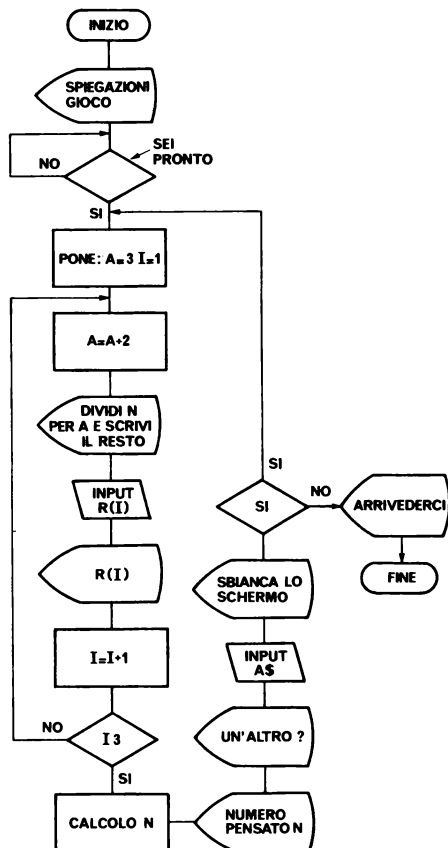 INIZIO
SPIEGAZIONI
GIOCO
SEI
PRONTO
NO
SI
PONE: A=3 I=1
A=A+2
DIVIDI N
PER A E SCRIVI
IL RESTO
INPUT
R(I)
R(I)
I=I+1
NO
I 3
SI
CALCOLO N
NUMERO
PENSATO N
UN'ALTRO ?
INPUT
A$
SBIANCA LO
SCHERMO
SI
SI
NO
ARRIVEDERCI
FINE